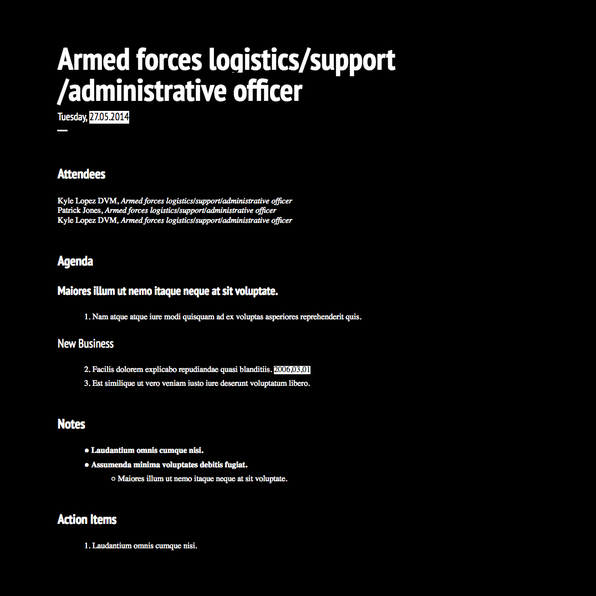 Armed forces logistics/support
/administrative officer
Tuesday, 27.05.2014
Attendees
Kyle Lopez DVM, Armed forces logistics/support/administrative officer
Patrick Jones, Armed forces logistics/support/administrative officer
Kyle Lopez DVM, Armed forces logistics/support/administrative officer
Agenda
Maiores illum ut nemo itaque neque at sit voluptate.
1. Nam atque atque iure modi quisquam ad ex voluptas asperiores reprehenderit quis.
New Business
2. Facilis dolorem explicabo repudiandae quasi blanditiis. 2006,03,01
3. Est similique ut vero veniam iusto iure deserunt voluptatum libero.
Notes
● Laudantium omnis cumque nisi.
● Assumenda minima voluptates debitis fugiat.
○ Maiores illum ut nemo itaque neque at sit voluptate.
Action Items
1. Laudantium omnis cumque nisi.